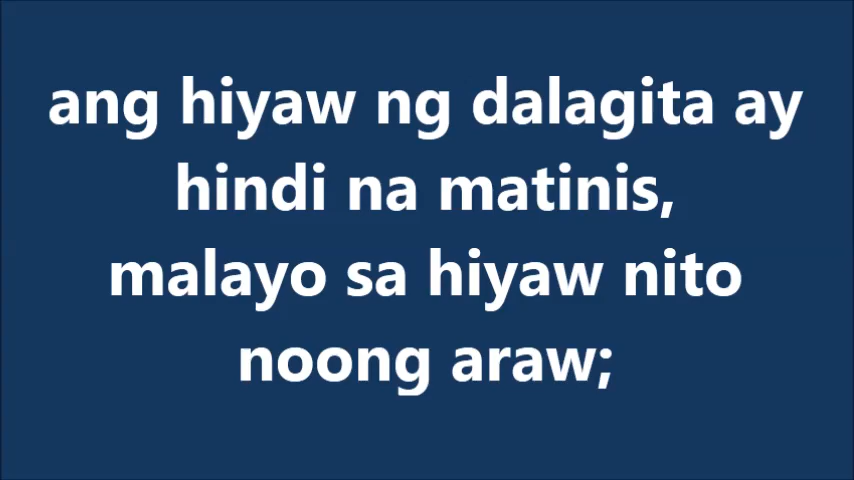 ang hiyaw ng dalagita ay
hindi na matinis,
malayo sa hiyaw nito
noong araw;